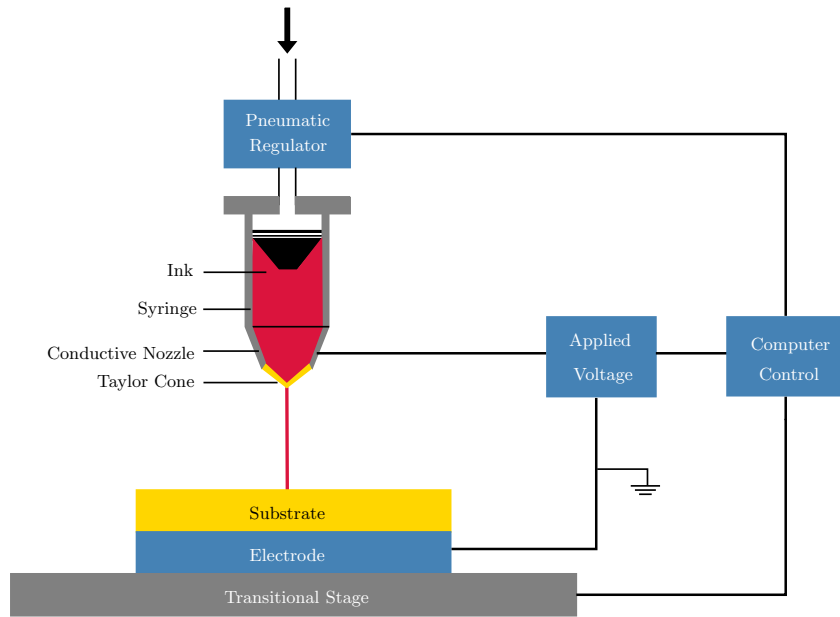 Pneumatic
Regulator
Ink
Syringe
Conductive Nozzle
Taylor Cone
Applied
Voltage
Computer
Control
Substrate
Electrode
Transitional Stage